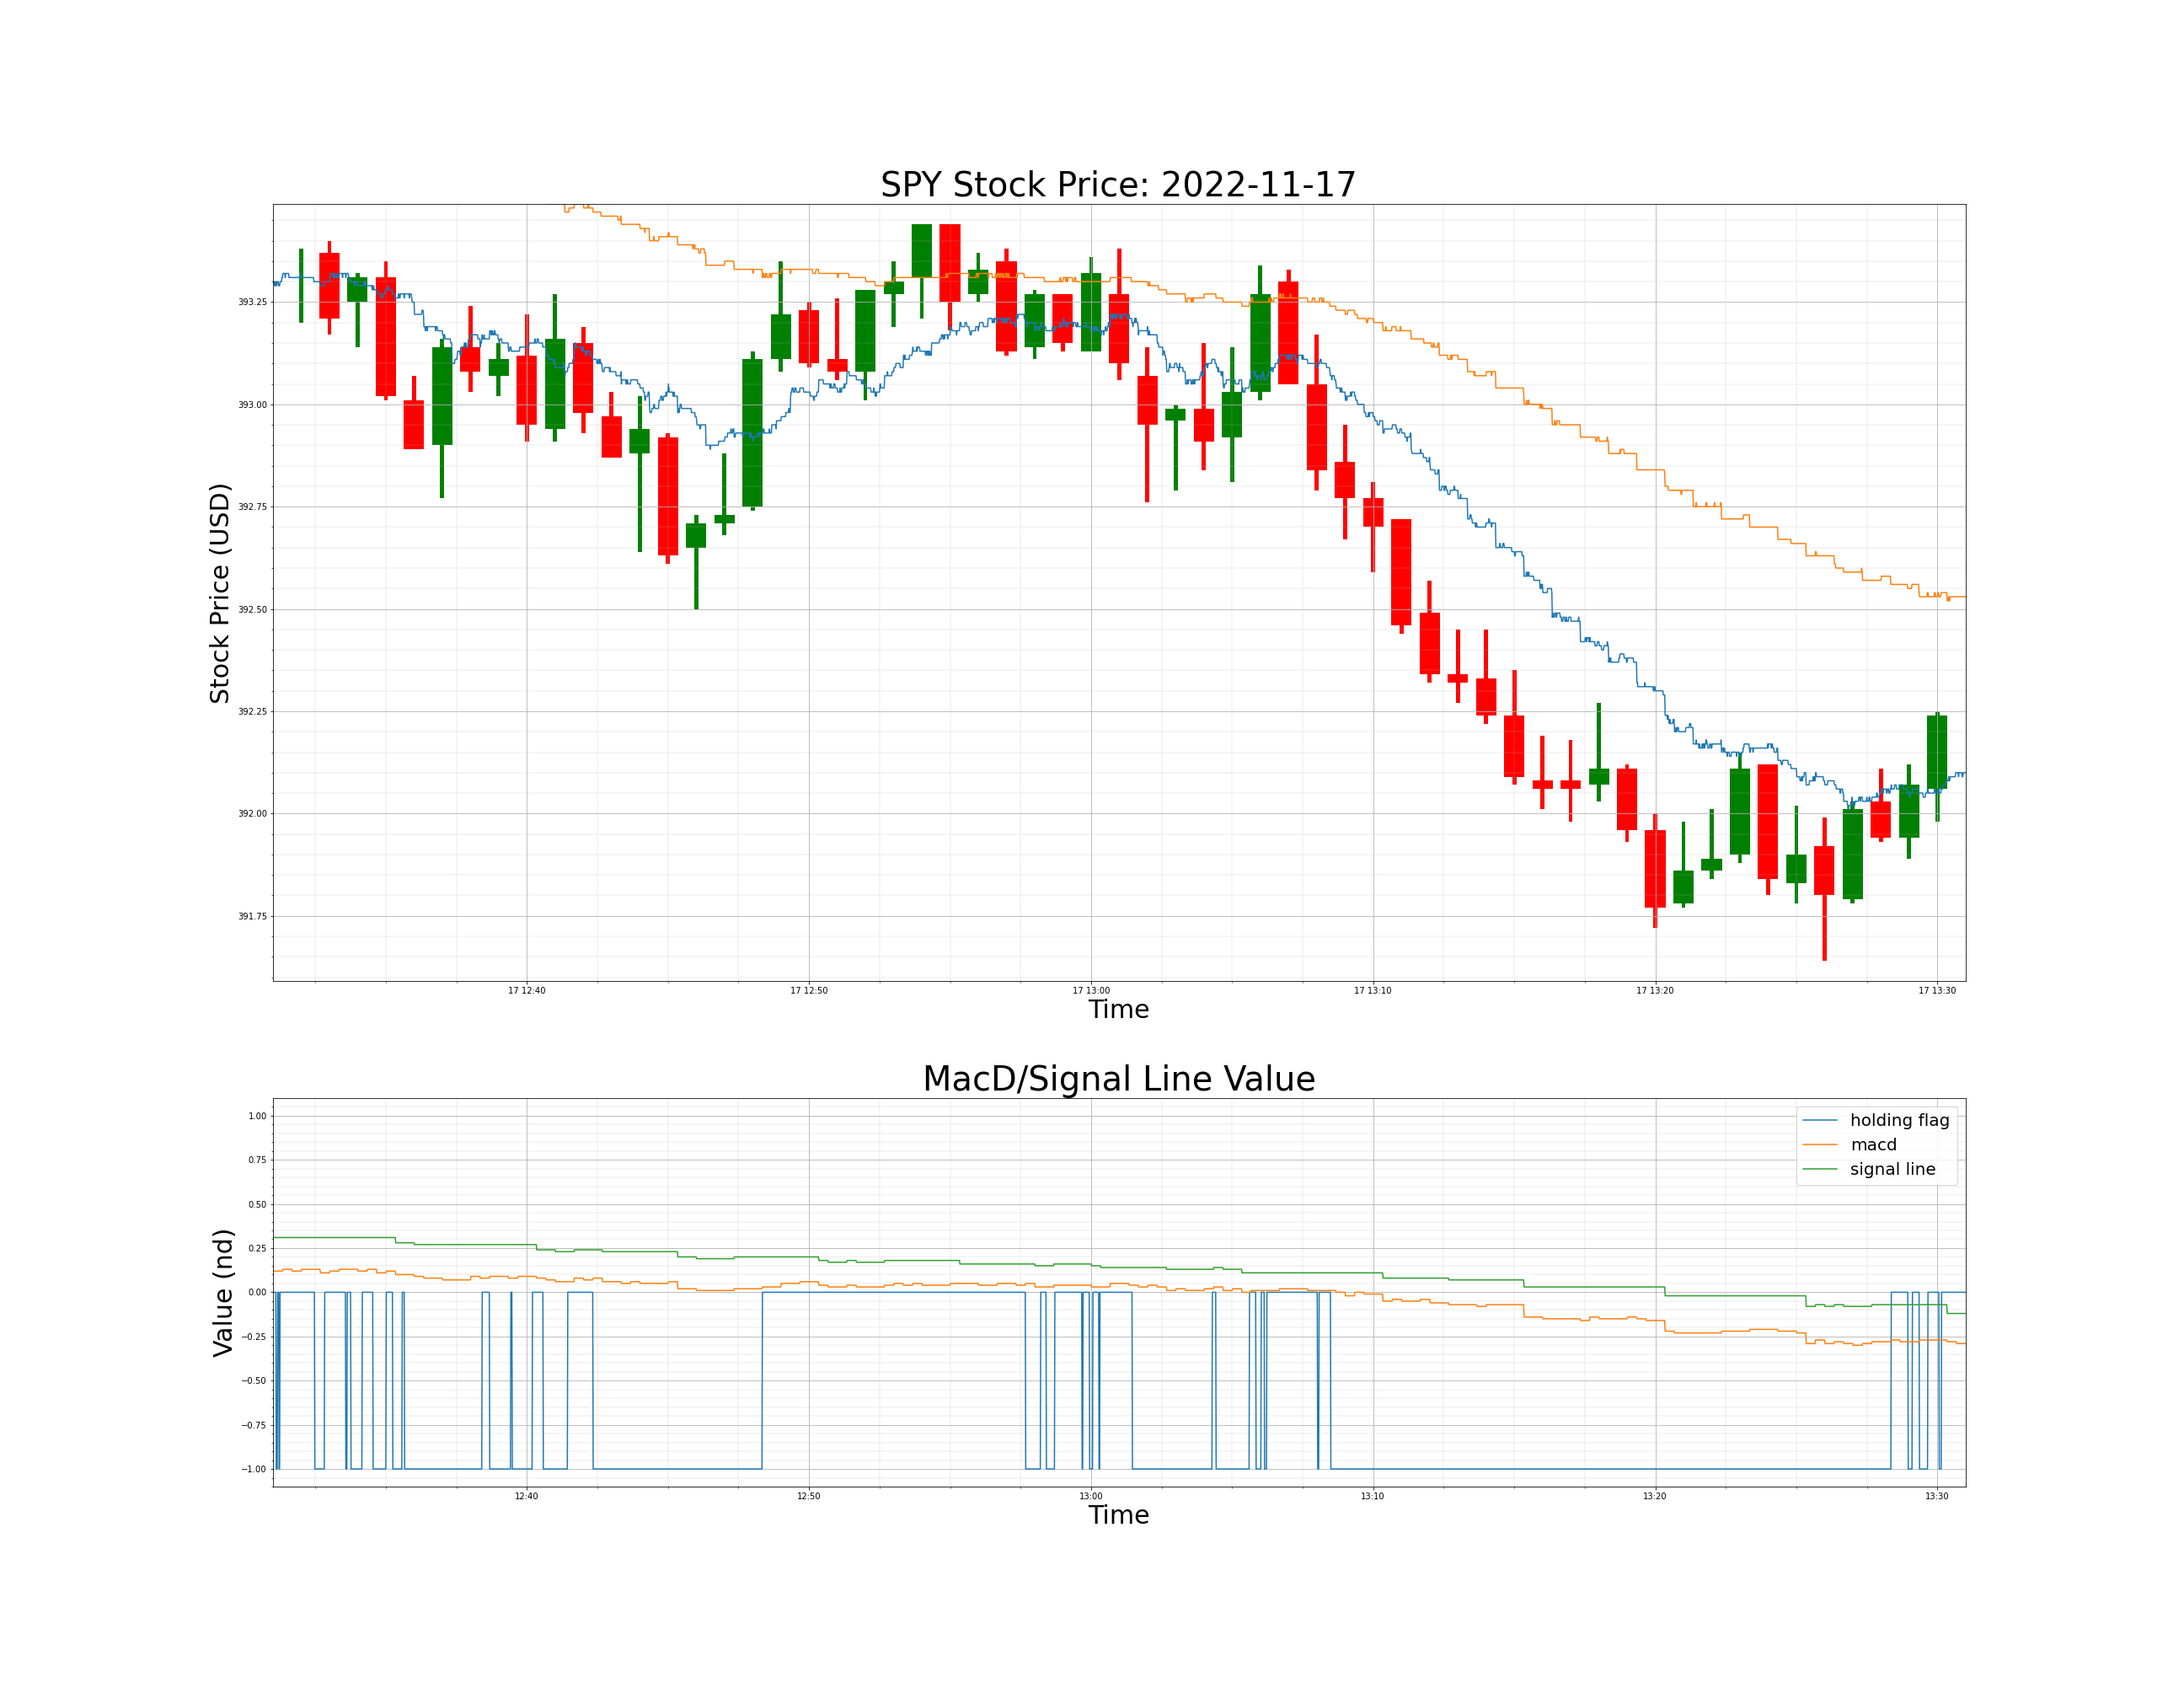 SPY Stock Price: 2022-11-17
Stock Price (USD)
393.25
393.00
392.75
392.50
392.25
392.00
391.75
17 12:40 17 12:50 17 13:00 17 13:10 17 13:20 17 13:30
Time
MacD/Signal Line Value
Value (nd)
1.00
0.75
0.50
0.25
0.00
−0.25
−0.50
−0.75
−1.00
holding flag
macd
signal line
12:40 12:50 13:00 13:10 13:20 13:30
Time